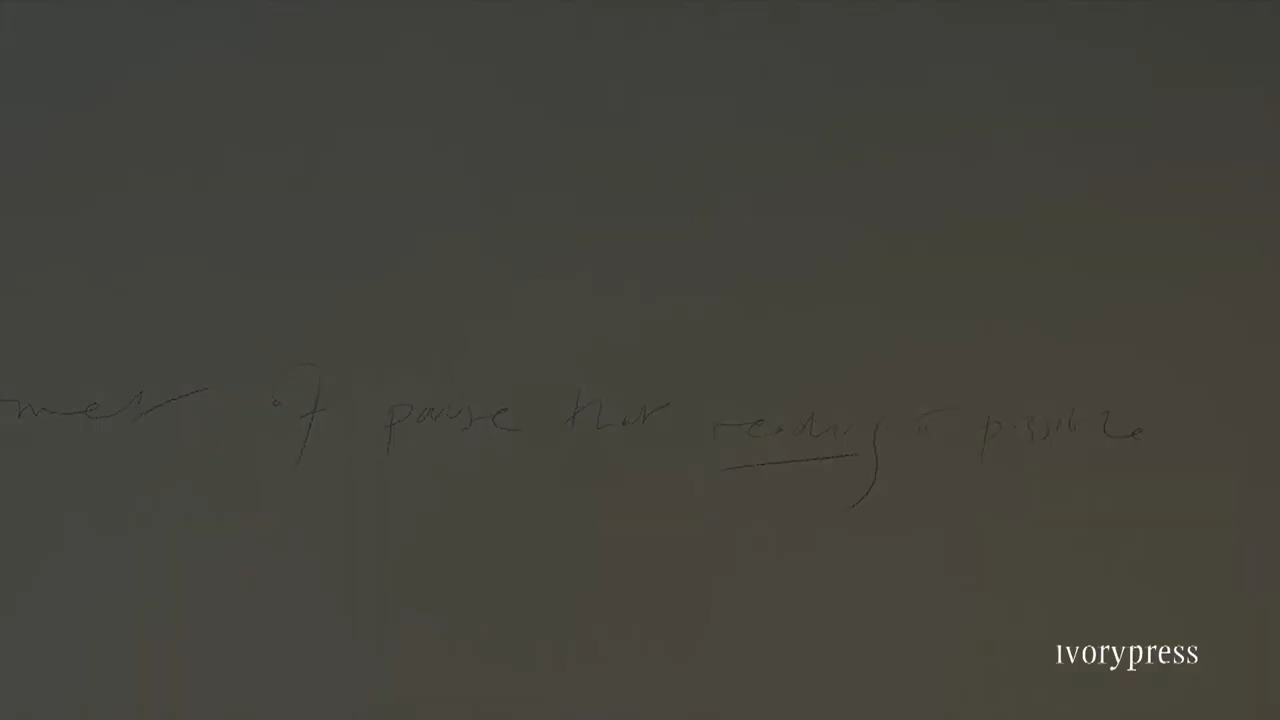 of pause that reading is possible
ivorypress